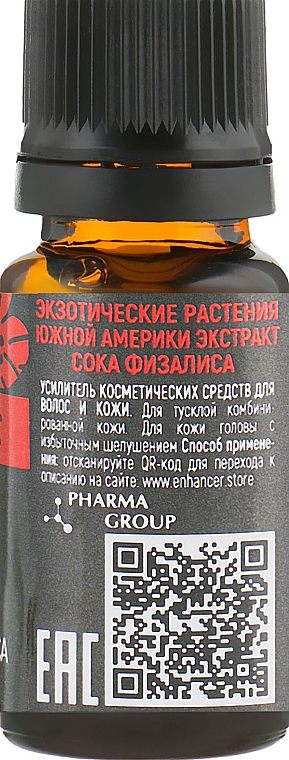 ЭКЗОТИЧЕСКИЕ РАСТЕНИЯ
ЮЖНОЙ АМЕРИКИ ЭКСТРАКТ
СОКА ФИЗАЛИСА
УСИЛИТЕЛЬ КОСМЕТИЧЕСКИХ СРЕДСТВ ДЛЯ
ВОЛОС И КОЖИ. Для тусклой комбини-
рованной кожи. Для кожи головы с
избыточным шелушением Способ примене-
ния: отсканируйте QR-код для перехода к
описанию на сайте. www.enhancer.store
PHARMA
GROUP
EAC